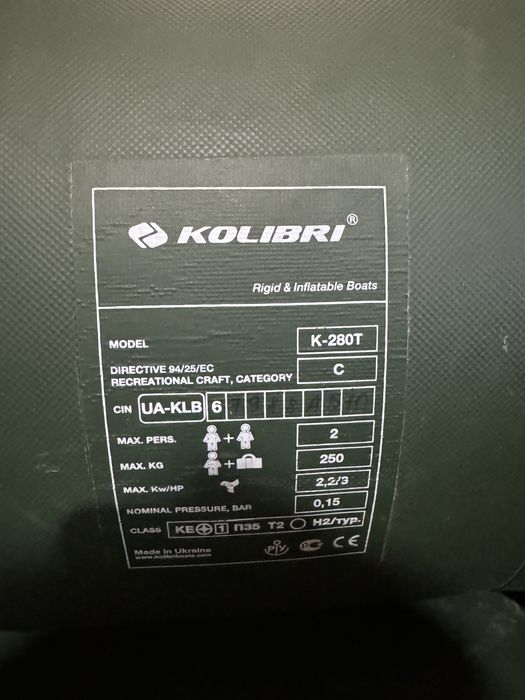 KOLIBRI®
Rigid & Inflatable Boats
MODEL K-280T
DIRECTIVE 94/25/EC
RECREATIONAL CRAFT, CATEGORY C
CIN UA-KLB 6
MAX. PERS. + 2
MAX. KG + 250
MAX. Kw/HP 2,2/3
NOMINAL PRESSURE, BAR 0,15
CLASS КЕ 1 П35 Т2 Н2/тур.
Made in Ukraine
www.kolibriboats.com
CE